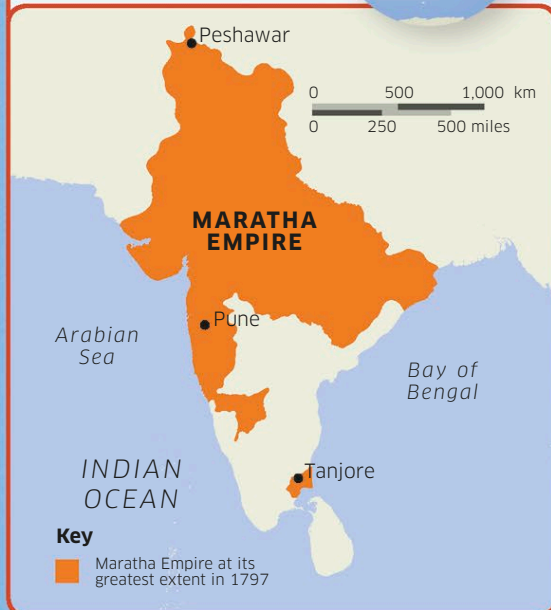 Peshawar
0 500 1,000 km
0 250 500 miles
MARATHA
EMPIRE
Pune
Arabian
Sea
Bay of
Bengal
INDIAN
OCEAN
Tanjore
Key
Maratha Empire at its
greatest extent in 1797